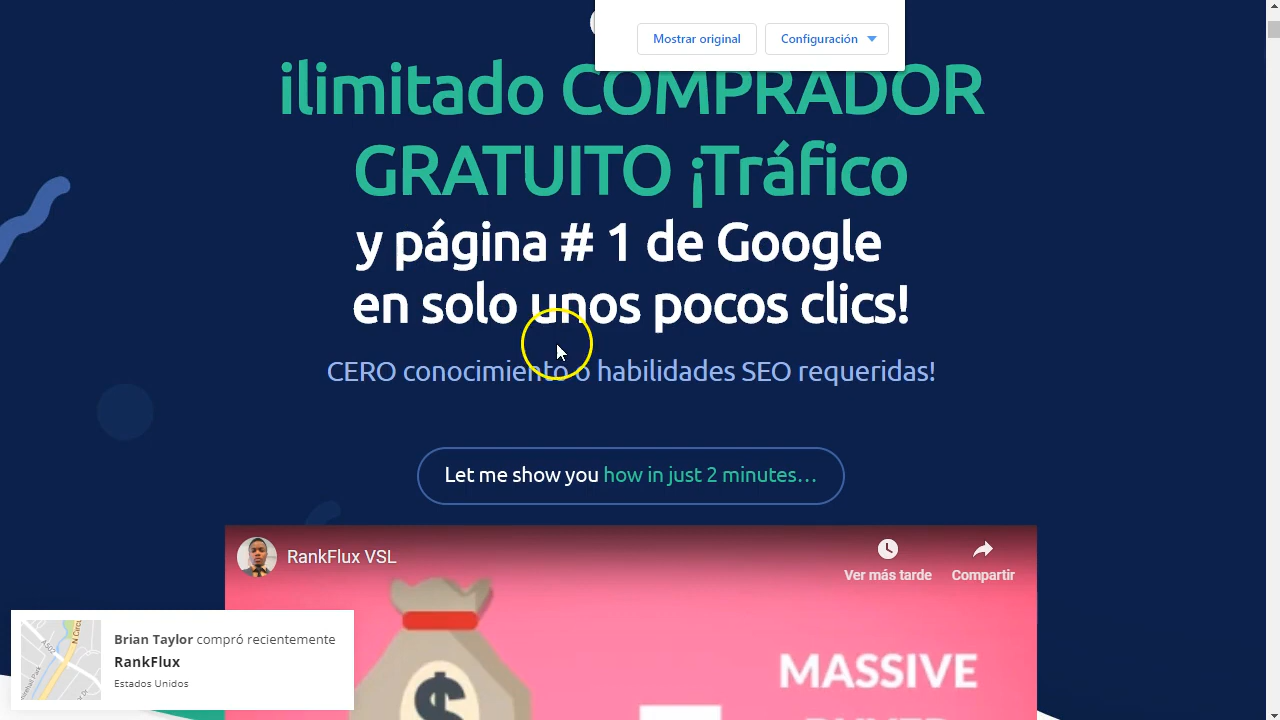 Mostrar original
Configuración
ilimitado COMPRADOR
GRATUITO ¡Tráfico
y página # 1 de Google
en solo unos pocos clics!
CERO conocimiento o habilidades SEO requeridas!
Let me show you how in just 2 minutes...
RankFlux VSL
Ver más tarde
Compartir
Brian Taylor compró recientemente
RankFlux
Estados Unidos
MASSIVE